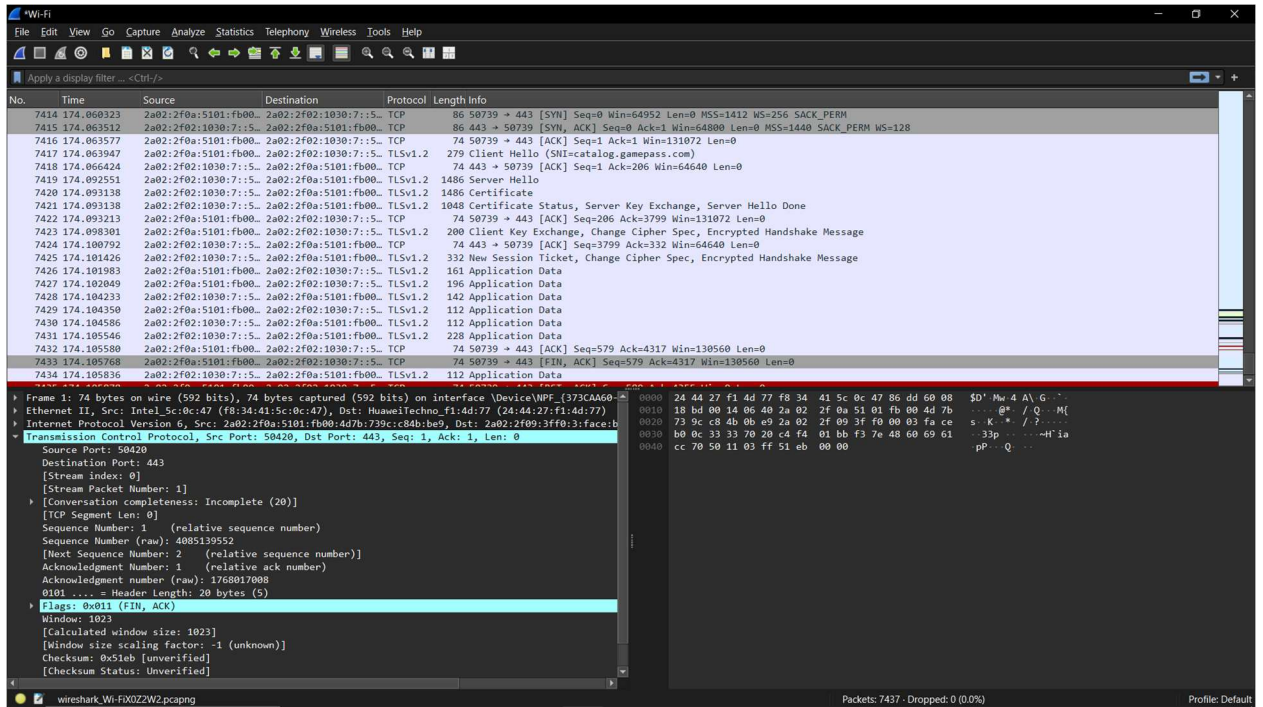 *Wi-Fi
File Edit View Go Capture Analyze Statistics Telephony Wireless Tools Help
Apply a display filter ... <Ctrl-/>
No. Time Source Destination Protocol Length Info
7414 174.060323 2a02:2f0a:5101:fb00… 2a02:2f02:1030:7::5… TCP 86 50739 → 443 [SYN] Seq=0 Win=64952 Len=0 MSS=1412 WS=256 SACK_PERM
7415 174.063512 2a02:2f02:1030:7::5… 2a02:2f0a:5101:fb00… TCP 86 443 → 50739 [SYN, ACK] Seq=0 Ack=1 Win=64800 Len=0 MSS=1440 SACK_PERM WS=128
7416 174.063577 2a02:2f0a:5101:fb00… 2a02:2f02:1030:7::5… TCP 74 50739 → 443 [ACK] Seq=1 Ack=1 Win=131072 Len=0
7417 174.063947 2a02:2f0a:5101:fb00… 2a02:2f02:1030:7::5… TLSv1.2 279 Client Hello (SNI=catalog.gamepass.com)
7418 174.066424 2a02:2f02:1030:7::5… 2a02:2f0a:5101:fb00… TCP 74 443 → 50739 [ACK] Seq=1 Ack=206 Win=64640 Len=0
7419 174.092551 2a02:2f02:1030:7::5… 2a02:2f0a:5101:fb00… TLSv1.2 1486 Server Hello
7420 174.093138 2a02:2f02:1030:7::5… 2a02:2f0a:5101:fb00… TLSv1.2 1486 Certificate
7421 174.093138 2a02:2f02:1030:7::5… 2a02:2f0a:5101:fb00… TLSv1.2 1048 Certificate Status, Server Key Exchange, Server Hello Done
7422 174.093213 2a02:2f0a:5101:fb00… 2a02:2f02:1030:7::5… TCP 74 50739 → 443 [ACK] Seq=206 Ack=3799 Win=131072 Len=0
7423 174.098301 2a02:2f0a:5101:fb00… 2a02:2f02:1030:7::5… TLSv1.2 200 Client Key Exchange, Change Cipher Spec, Encrypted Handshake Message
7424 174.100792 2a02:2f02:1030:7::5… 2a02:2f0a:5101:fb00… TCP 74 443 → 50739 [ACK] Seq=3799 Ack=332 Win=64640 Len=0
7425 174.101426 2a02:2f02:1030:7::5… 2a02:2f0a:5101:fb00… TLSv1.2 332 New Session Ticket, Change Cipher Spec, Encrypted Handshake Message
7426 174.101983 2a02:2f0a:5101:fb00… 2a02:2f02:1030:7::5… TLSv1.2 161 Application Data
7427 174.102049 2a02:2f0a:5101:fb00… 2a02:2f02:1030:7::5… TLSv1.2 196 Application Data
7428 174.104233 2a02:2f02:1030:7::5… 2a02:2f0a:5101:fb00… TLSv1.2 142 Application Data
7429 174.104350 2a02:2f0a:5101:fb00… 2a02:2f02:1030:7::5… TLSv1.2 112 Application Data
7430 174.104586 2a02:2f02:1030:7::5… 2a02:2f0a:5101:fb00… TLSv1.2 112 Application Data
7431 174.105546 2a02:2f02:1030:7::5… 2a02:2f0a:5101:fb00… TLSv1.2 228 Application Data
7432 174.105580 2a02:2f0a:5101:fb00… 2a02:2f02:1030:7::5… TCP 74 50739 → 443 [ACK] Seq=579 Ack=4317 Win=130560 Len=0
7433 174.105768 2a02:2f0a:5101:fb00… 2a02:2f02:1030:7::5… TCP 74 50739 → 443 [FIN, ACK] Seq=579 Ack=4317 Win=130560 Len=0
7434 174.105836 2a02:2f02:1030:7::5… 2a02:2f0a:5101:fb00… TLSv1.2 112 Application Data
Frame 1: 74 bytes on wire (592 bits), 74 bytes captured (592 bits) on interface \Device\NPF_{373CAA60-
Ethernet II, Src: Intel_5c:0c:47 (f8:34:41:5c:0c:47), Dst: HuaweiTechno_f1:4d:77 (24:44:27:f1:4d:77)
Internet Protocol Version 6, Src: 2a02:2f0a:5101:fb00:4d7b:739c:c84b:be9, Dst: 2a02:2f09:3ff0:3:face:b
Transmission Control Protocol, Src Port: 50420, Dst Port: 443, Seq: 1, Ack: 1, Len: 0
Source Port: 50420
Destination Port: 443
[Stream index: 0]
[Stream Packet Number: 1]
[Conversation completeness: Incomplete (20)]
[TCP Segment Len: 0]
Sequence Number: 1 (relative sequence number)
Sequence Number (raw): 4085139552
[Next Sequence Number: 2 (relative sequence number)]
Acknowledgment Number: 1 (relative ack number)
Acknowledgment number (raw): 1768017008
0101 .... = Header Length: 20 bytes (5)
Flags: 0x011 (FIN, ACK)
Window: 1023
[Calculated window size: 1023]
[Window size scaling factor: -1 (unknown)]
Checksum: 0x51eb [unverified]
[Checksum Status: Unverified]
0000 24 44 27 f1 4d 77 f8 34 41 5c 0c 47 86 dd 60 08 $D'·Mw·4 A\·G··`·
0010 18 bd 00 14 06 40 2a 02 2f 0a 51 01 fb 00 4d 7b ·····@*· /·Q···M{
0020 73 9c c8 4b 0b e9 2a 02 2f 09 3f f0 00 03 fa ce s··K··*· /·?·····
0030 b0 0c 33 33 70 20 c4 f4 01 bb f3 7e 48 60 69 61 ··33p ·· ···~H`ia
0040 cc 70 50 11 03 ff 51 eb 00 00 ·pP···Q· ··
wireshark_Wi-FiX0Z2W2.pcapng
Packets: 7437 · Dropped: 0 (0.0%)
Profile: Default